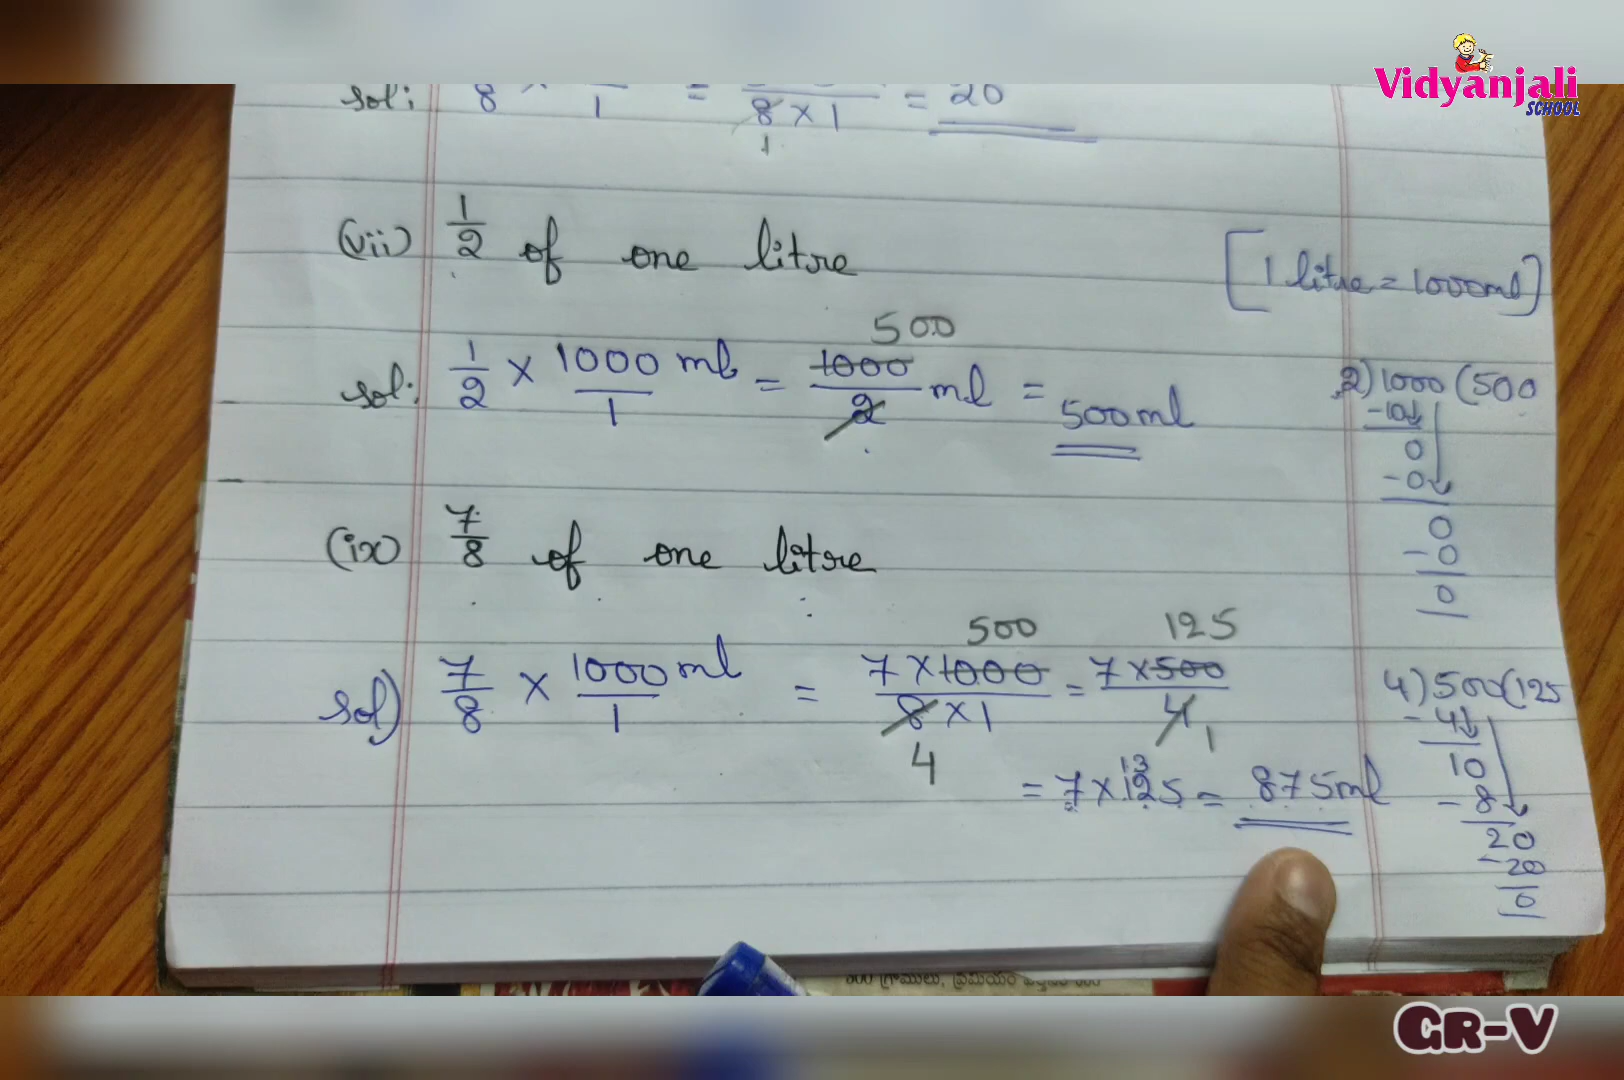 Vidyanjali
SCHOOL
sol: 8 × 1 = 8 × 1 = 20
1
(vii) 1/2 of one litre
[1 litre = 1000ml]
500
sol: 1/2 × 1000 ml/1 = 1000/2 ml = 500ml
2)1000(500
-10↓
0
-0
0
-0
0
(ix) 7/8 of one litre
500 125
sol) 7/8 × 1000 ml/1 = 7×1000/8×1 = 7×500/4
4 1
= 7×125 = 875ml
13
4)500(125
-4↓
10
-8
20
-20
0
GR-V